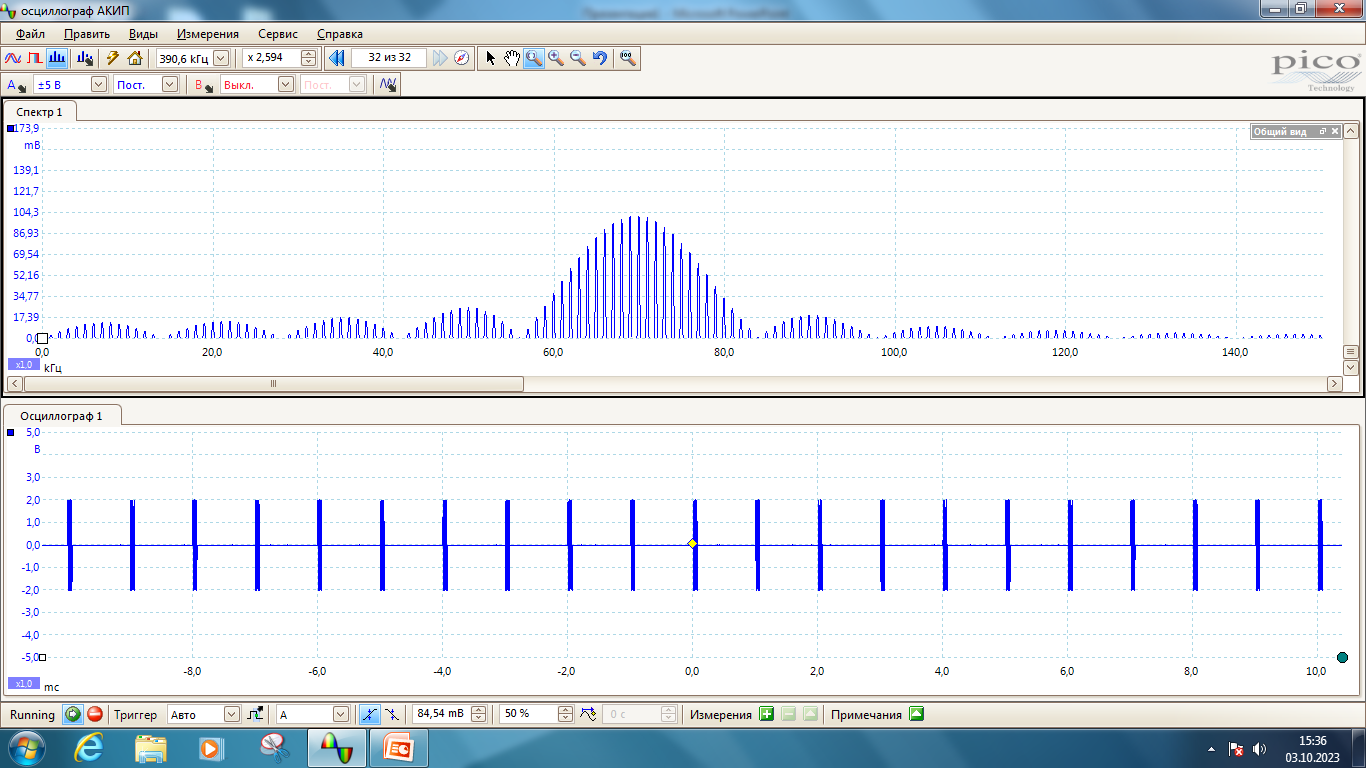 осциллограф АКИП
Файл Править Виды Измерения Сервис Справка
390,6 кГц x 2,594 32 из 32
pico
Technology
A ±5 В Пост. B Выкл. Пост.
Спектр 1
Общий вид
173,9
mВ
139,1
121,7
104,3
86,93
69,54
52,16
34,77
17,39
0,0
0,0 20,0 40,0 60,0 80,0 100,0 120,0 140,0
x1,0
kГц
Осциллограф 1
5,0
В
3,0
2,0
1,0
0,0
-1,0
-2,0
-3,0
-4,0
-5,0
-8,0 -6,0 -4,0 -2,0 0,0 2,0 4,0 6,0 8,0 10,0
x1,0
mс
Running Триггер Авто A 84,54 mВ 50 % 0 с Измерения Примечания
15:36
03.10.2023